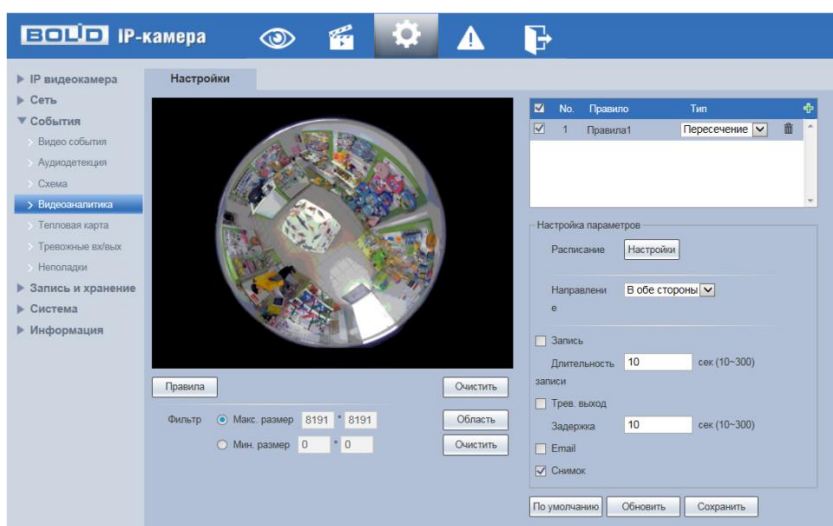 BOLID IP-камера
IP видеокамера
Сеть
События
Видео события
Аудиодетекция
Схема
Видеоаналитика
Тепловая карта
Тревожные вх/вых
Неполадки
Запись и хранение
Система
Информация
Настройки
Правила Очистить
Фильтр Макс. размер 8191 * 8191 Область
Мин. размер 0 * 0 Очистить
No. Правило Тип
1 Правила1 Пересечение
Настройка параметров
Расписание Настройки
Направлени В обе стороны
е
Запись
Длительность 10 сек (10~300)
записи
Трев. выход
Задержка 10 сек (10~300)
Email
Снимок
По умолчанию Обновить Сохранить